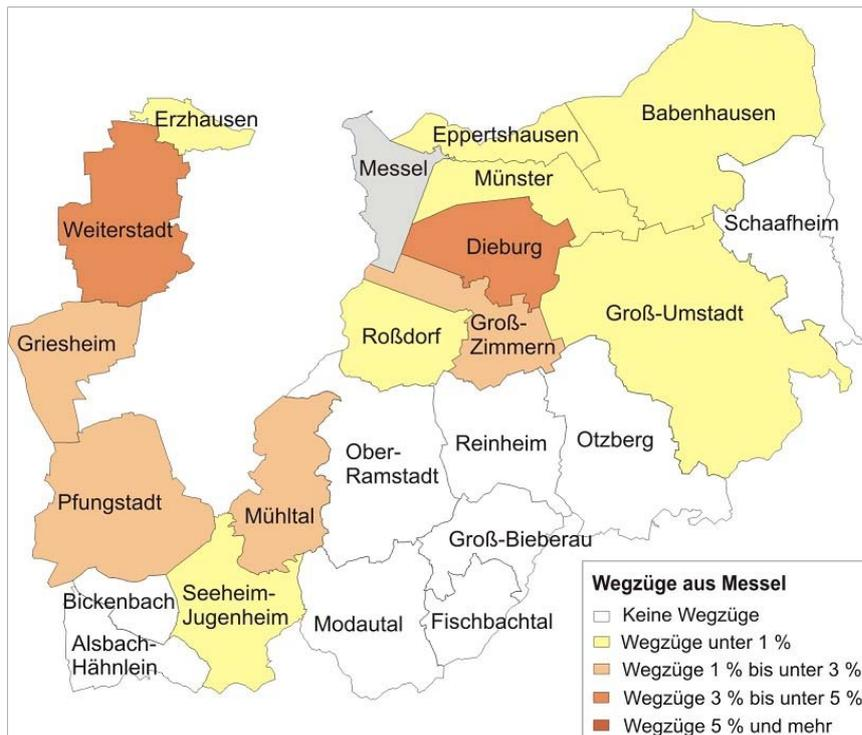 Babenhausen
Erzhausen
Eppertshausen
Messel
Münster
Schaafheim
Weiterstadt
Dieburg
Groß-Umstadt
Griesheim
Roßdorf
Groß-
Zimmern
Ober-
Ramstadt
Reinheim
Otzberg
Pfungstadt
Mühltal
Groß-Bieberau
Bickenbach
Seeheim-
Jugenheim
Modautal
Fischbachtal
Alsbach-
Hähnlein
Wegzüge aus Messel
Keine Wegzüge
Wegzüge unter 1 %
Wegzüge 1 % bis unter 3 %
Wegzüge 3 % bis unter 5 %
Wegzüge 5 % und mehr